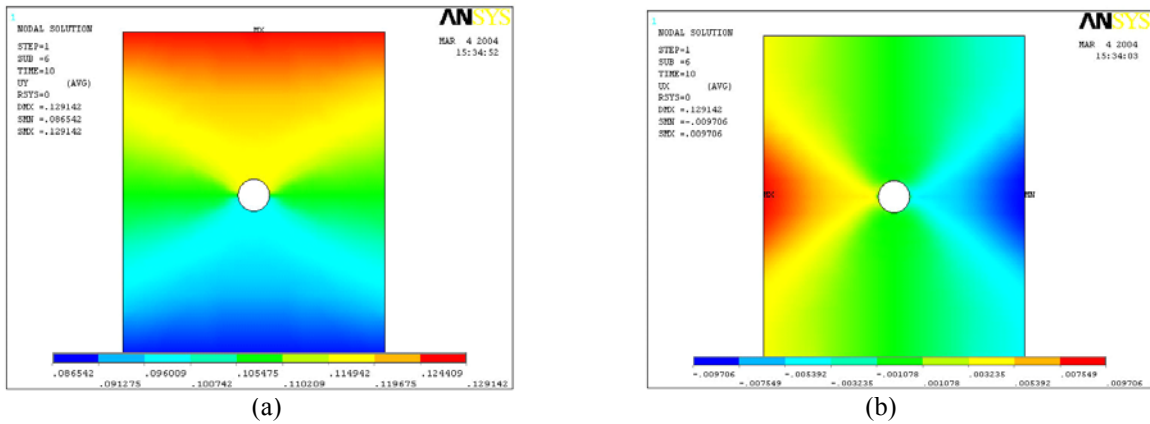 1
ANSYS
NODAL SOLUTION
MAR 4 2004
15:34:52
STEP=1
SUB =6
TIME=10
UY (AVG)
RSYS=0
DMX =.129142
SMN =.086542
SMX =.129142
MX
.086542 .096009 .105475 .114942 .124409
.091275 .100742 .110209 .119675 .129142
(a)
1
ANSYS
NODAL SOLUTION
MAR 4 2004
15:34:03
STEP=1
SUB =6
TIME=10
UX (AVG)
RSYS=0
DMX =.129142
SMN =-.009706
SMX =.009706
MX
MN
-.009706 -.005392 -.001078 .003235 .007549
-.007549 -.003235 .001078 .005392 .009706
(b)